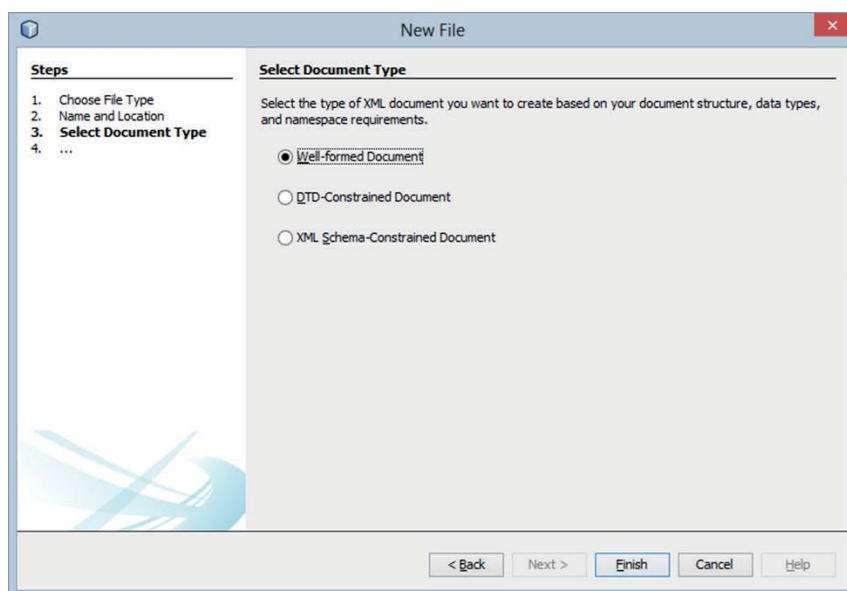 New File
Steps
1. Choose File Type
2. Name and Location
3. Select Document Type
4. ...
Select Document Type
Select the type of XML document you want to create based on your document structure, data types,
and namespace requirements.
Well-formed Document
DTD-Constrained Document
XML Schema-Constrained Document
< Back Next > Finish Cancel Help